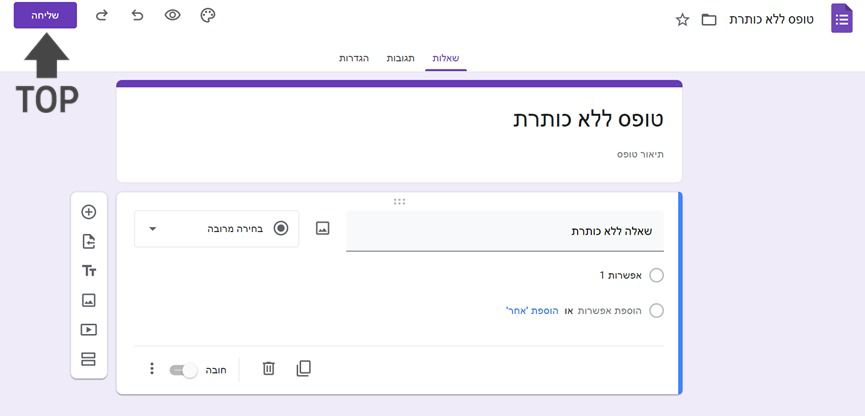 טופס ללא כותרת
שליחה
TOP
שאלות
תגובות
הגדרות
טופס ללא כותרת
תיאור טופס
שאלה ללא כותרת
בחירה מרובה
אפשרות 1
הוספת אפשרות או הוספת 'אחר'
חובה
Tт